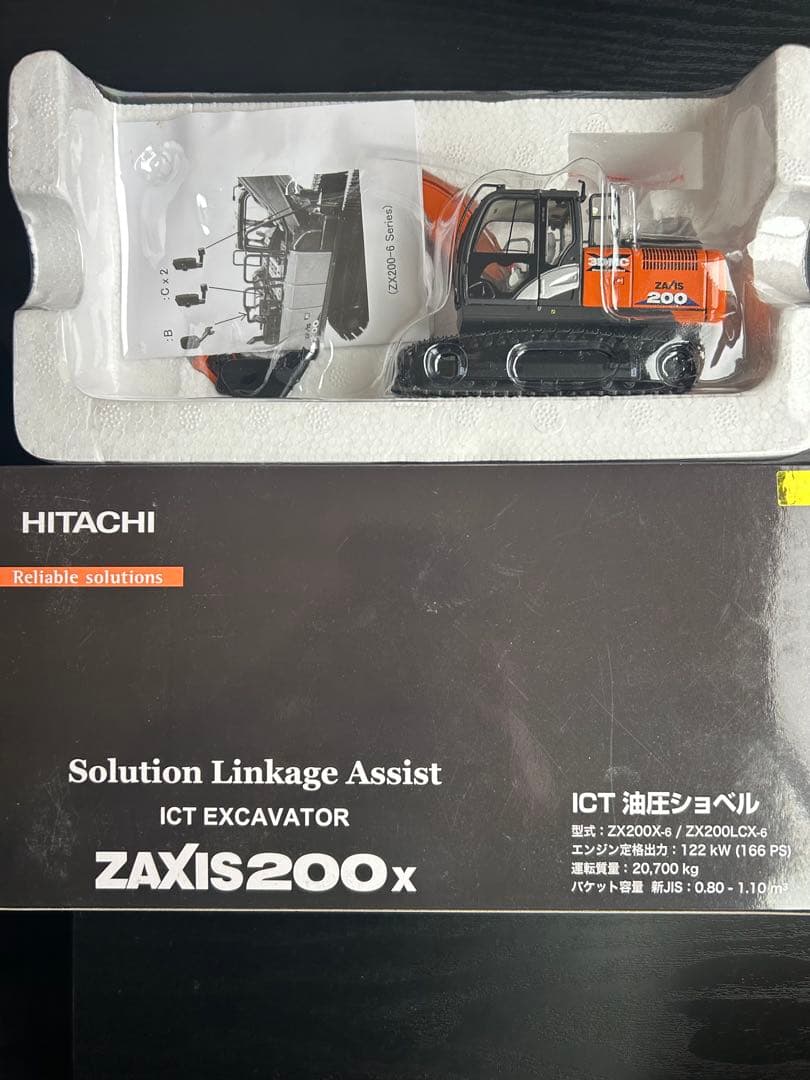 (ZX200-6 Series)
: C x 2
: B
ZAXIS
200
HITACHI
Reliable solutions
Solution Linkage Assist
ICT EXCAVATOR
ZAXIS200x
ICT 油圧ショベル
型式：ZX200X-6 / ZX200LCX-6
エンジン定格出力：122 kW (166 PS)
運転質量：20,700 kg
バケット容量 新JIS：0.80 - 1.10 m³